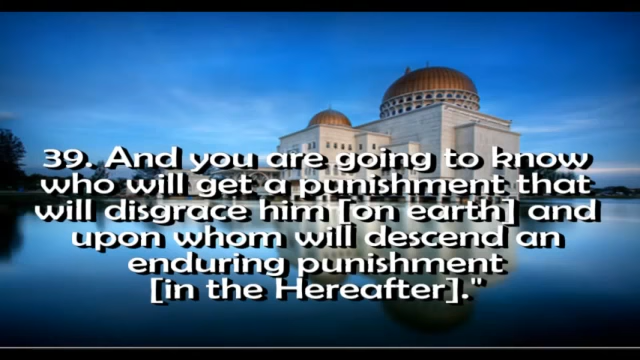 39. And you are going to know
who will get a punishment that
will disgrace him [on earth] and
upon whom will descend an
enduring punishment
[in the Hereafter]."